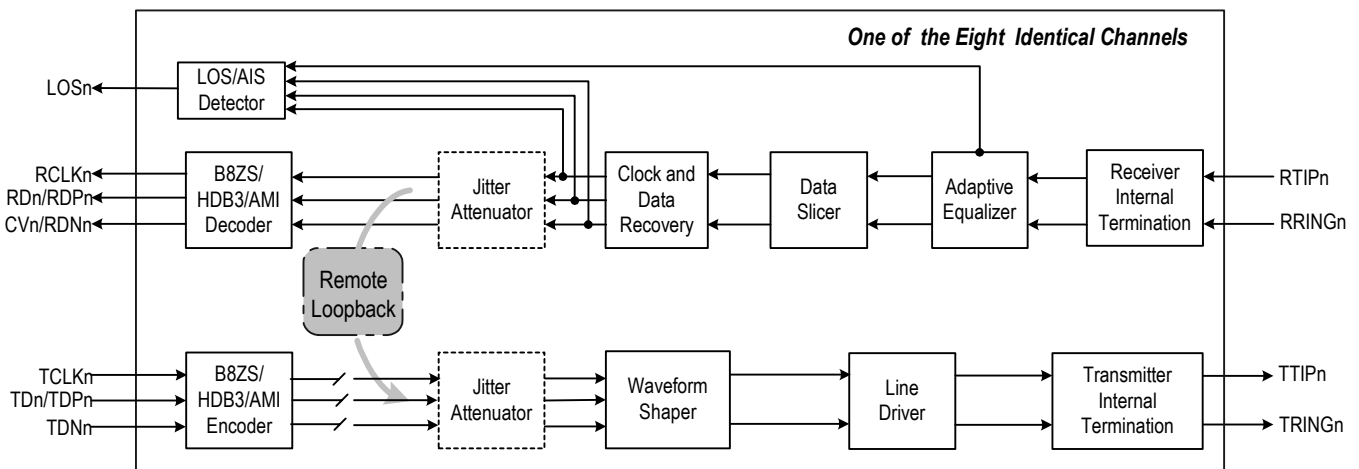 One of the Eight Identical Channels
LOSn
LOS/AIS
Detector
RCLKn
RDn/RDPn
CVn/RDNn
B8ZS/
HDB3/AMI
Decoder
Jitter
Attenuator
Clock and
Data
Recovery
Data
Slicer
Adaptive
Equalizer
Receiver
Internal
Termination
RTIPn
RRINGn
Remote
Loopback
TCLKn
TDn/TDPn
TDNn
B8ZS/
HDB3/AMI
Encoder
Jitter
Attenuator
Waveform
Shaper
Line
Driver
Transmitter
Internal
Termination
TTIPn
TRINGn